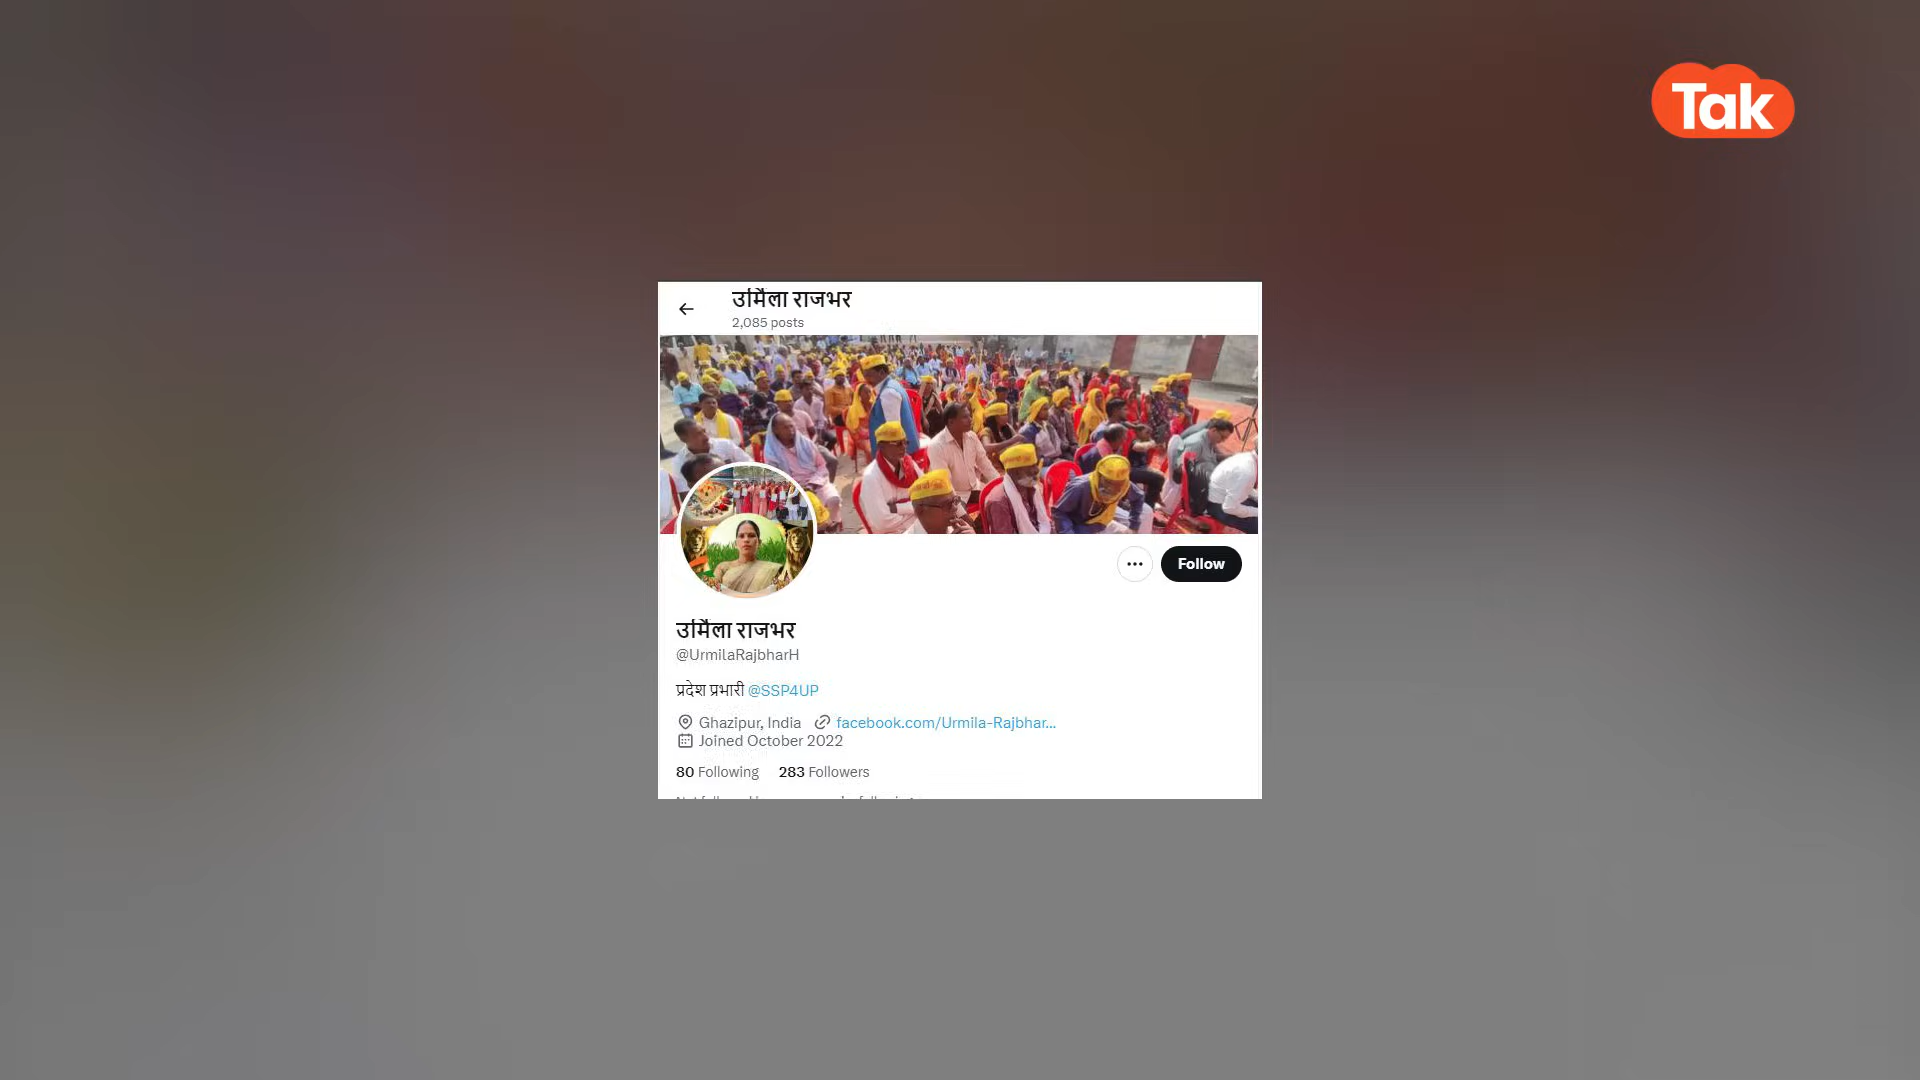 Tak
उर्मिला राजभर
2,085 posts
Follow
उर्मिला राजभर
@UrmilaRajbharH
प्रदेश प्रभारी @SSP4UP
Ghazipur, India facebook.com/Urmila-Rajbhar...
Joined October 2022
80 Following 283 Followers